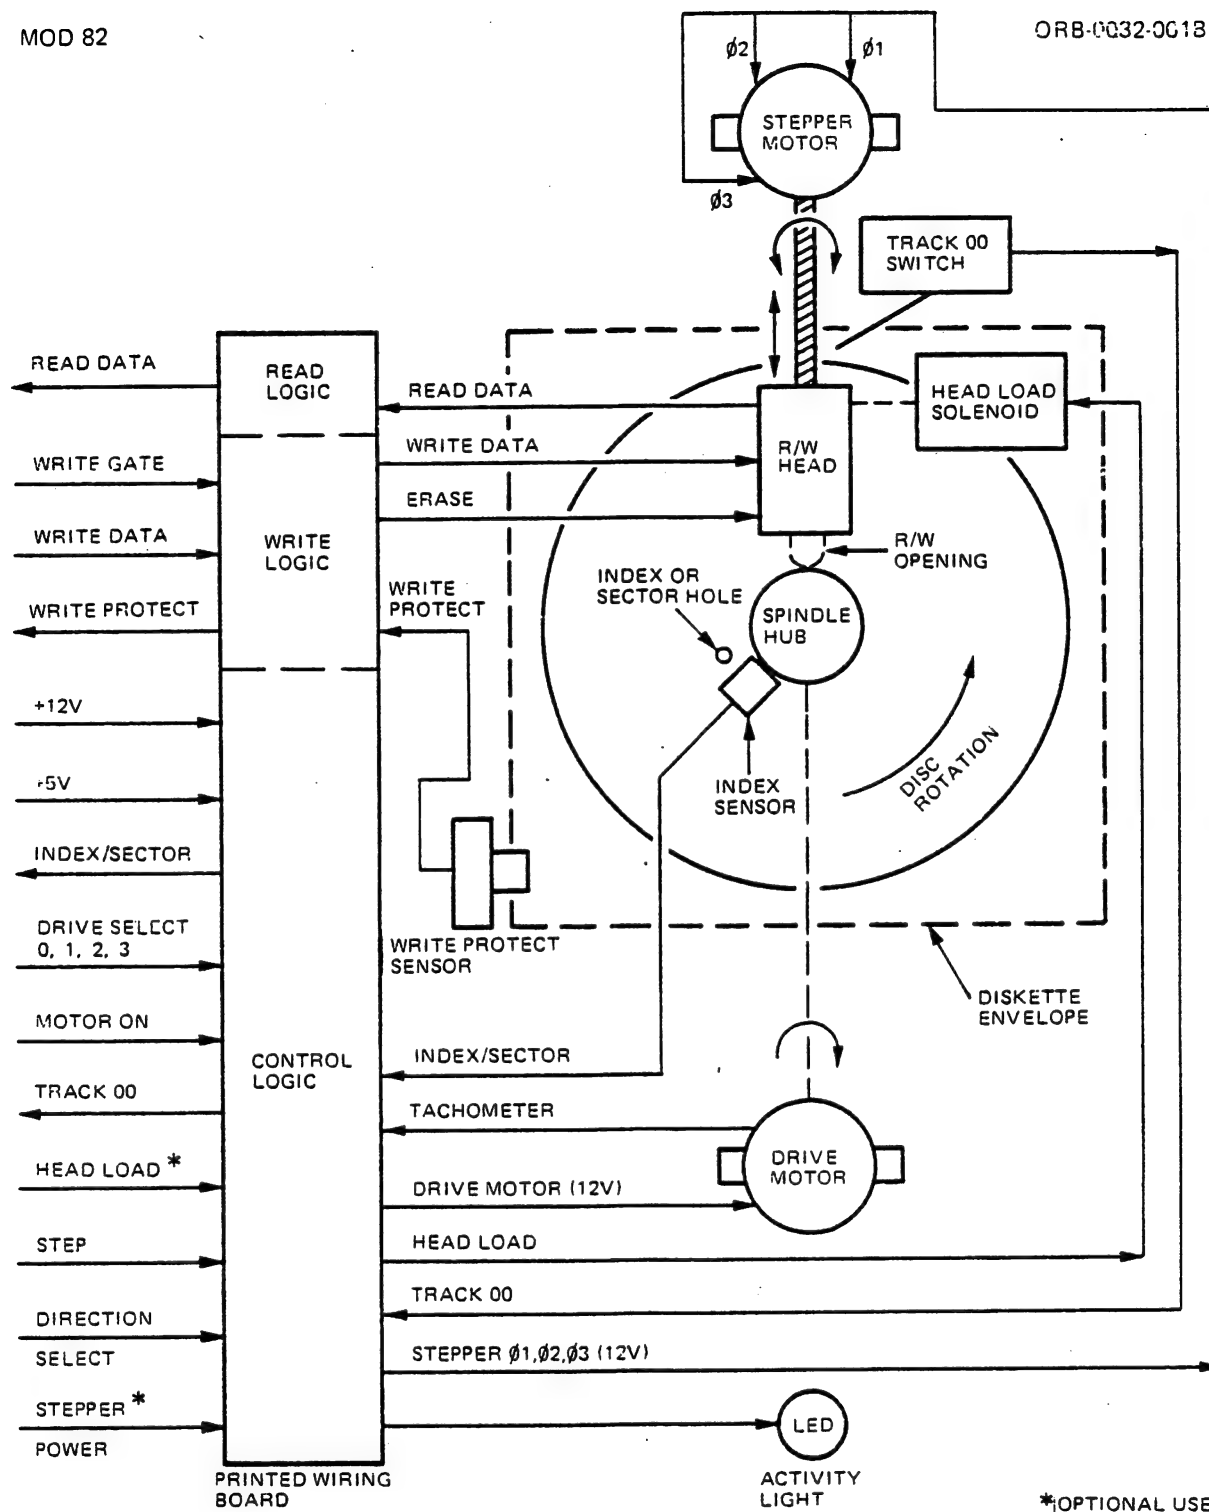 MOD 82
ORB-0032-001B
ø2
ø1
STEPPER
MOTOR
ø3
TRACK 00
SWITCH
READ DATA
READ
LOGIC
READ DATA
HEAD LOAD
SOLENOID
WRITE GATE
WRITE DATA
R/W
HEAD
ERASE
WRITE DATA
WRITE
LOGIC
R/W
OPENING
WRITE PROTECT
WRITE
PROTECT
INDEX OR
SECTOR HOLE
SPINDLE
HUB
+12V
+5V
INDEX
SENSOR
DISC
ROTATION
INDEX/SECTOR
DRIVE SELECT
0, 1, 2, 3
WRITE PROTECT
SENSOR
DISKETTE
ENVELOPE
MOTOR ON
CONTROL
LOGIC
INDEX/SECTOR
TRACK 00
TACHOMETER
HEAD LOAD *
DRIVE MOTOR (12V)
DRIVE
MOTOR
STEP
HEAD LOAD
TRACK 00
DIRECTION
SELECT
STEPPER ø1,ø2,ø3 (12V)
STEPPER *
POWER
LED
PRINTED WIRING
BOARD
ACTIVITY
LIGHT
*OPTIONAL USE